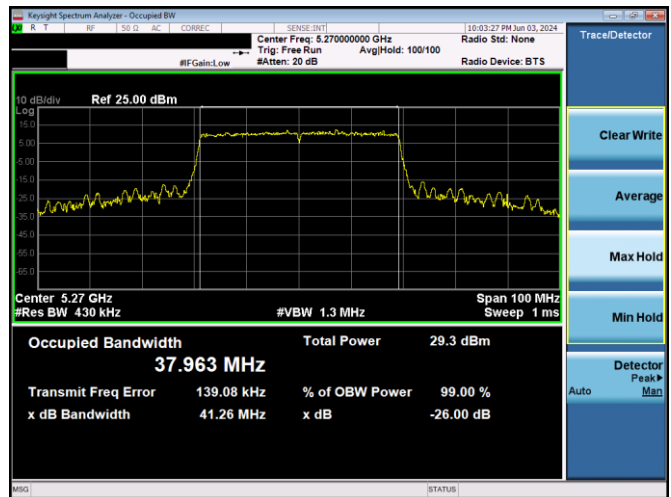 Keysight Spectrum Analyzer - Occupied BW
R T RF 50 Ω AC CORREC SENSE:INT 10:03:27 PM Jun 03, 2024
Center Freq: 5.270000000 GHz Radio Std: None
Trig: Free Run Avg|Hold: 100/100
#IFGain:Low #Atten: 20 dB Radio Device: BTS
Trace/Detector
10 dB/div Ref 25.00 dBm
Log
15.0
5.00
-5.00
-15.0
-25.0
-35.0
-45.0
-55.0
-65.0
Center 5.27 GHz Span 100 MHz
#Res BW 430 kHz #VBW 1.3 MHz Sweep 1 ms
Occupied Bandwidth Total Power 29.3 dBm
37.963 MHz
Transmit Freq Error 139.08 kHz % of OBW Power 99.00 %
x dB Bandwidth 41.26 MHz x dB -26.00 dB
Clear Write
Average
Max Hold
Min Hold
Detector
Peak▶
Auto Man
MSG STATUS